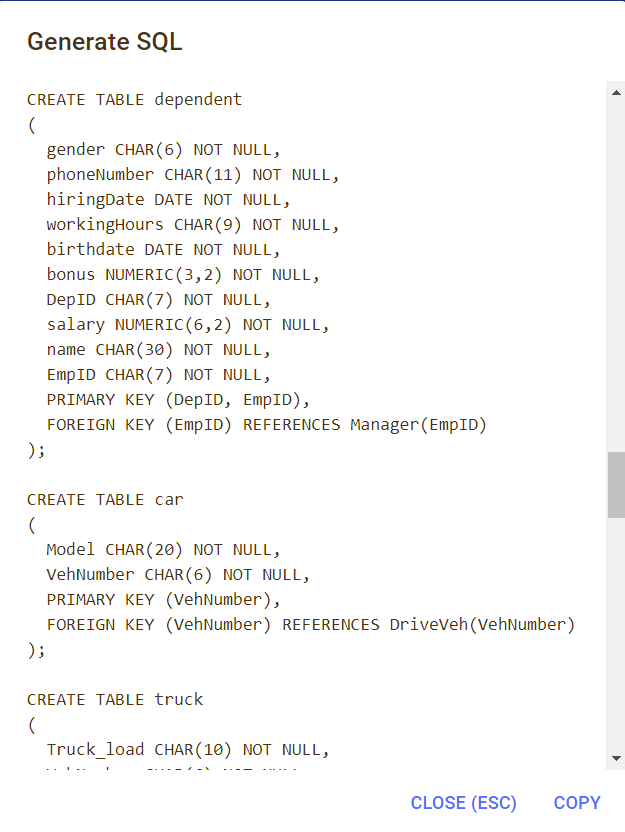 Generate SQL
CREATE TABLE dependent
(
  gender CHAR(6) NOT NULL,
  phoneNumber CHAR(11) NOT NULL,
  hiringDate DATE NOT NULL,
  workingHours CHAR(9) NOT NULL,
  birthdate DATE NOT NULL,
  bonus NUMERIC(3,2) NOT NULL,
  DepID CHAR(7) NOT NULL,
  salary NUMERIC(6,2) NOT NULL,
  name CHAR(30) NOT NULL,
  EmpID CHAR(7) NOT NULL,
  PRIMARY KEY (DepID, EmpID),
  FOREIGN KEY (EmpID) REFERENCES Manager(EmpID)
);
CREATE TABLE car
(
  Model CHAR(20) NOT NULL,
  VehNumber CHAR(6) NOT NULL,
  PRIMARY KEY (VehNumber),
  FOREIGN KEY (VehNumber) REFERENCES DriveVeh(VehNumber)
);
CREATE TABLE truck
(
  Truck_load CHAR(10) NOT NULL,
CLOSE (ESC) COPY